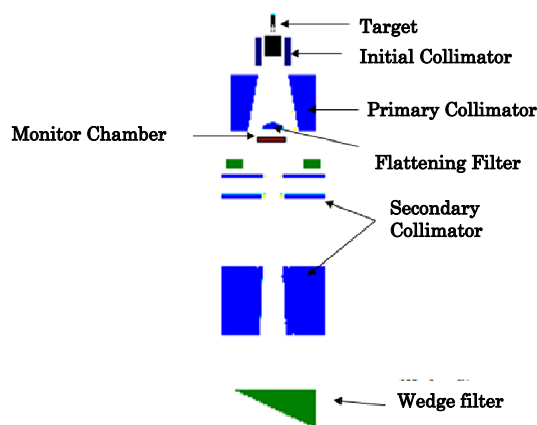 Target
Initial Collimator
Primary Collimator
Monitor Chamber
Flattening Filter
Secondary
Collimator
Wedge filter